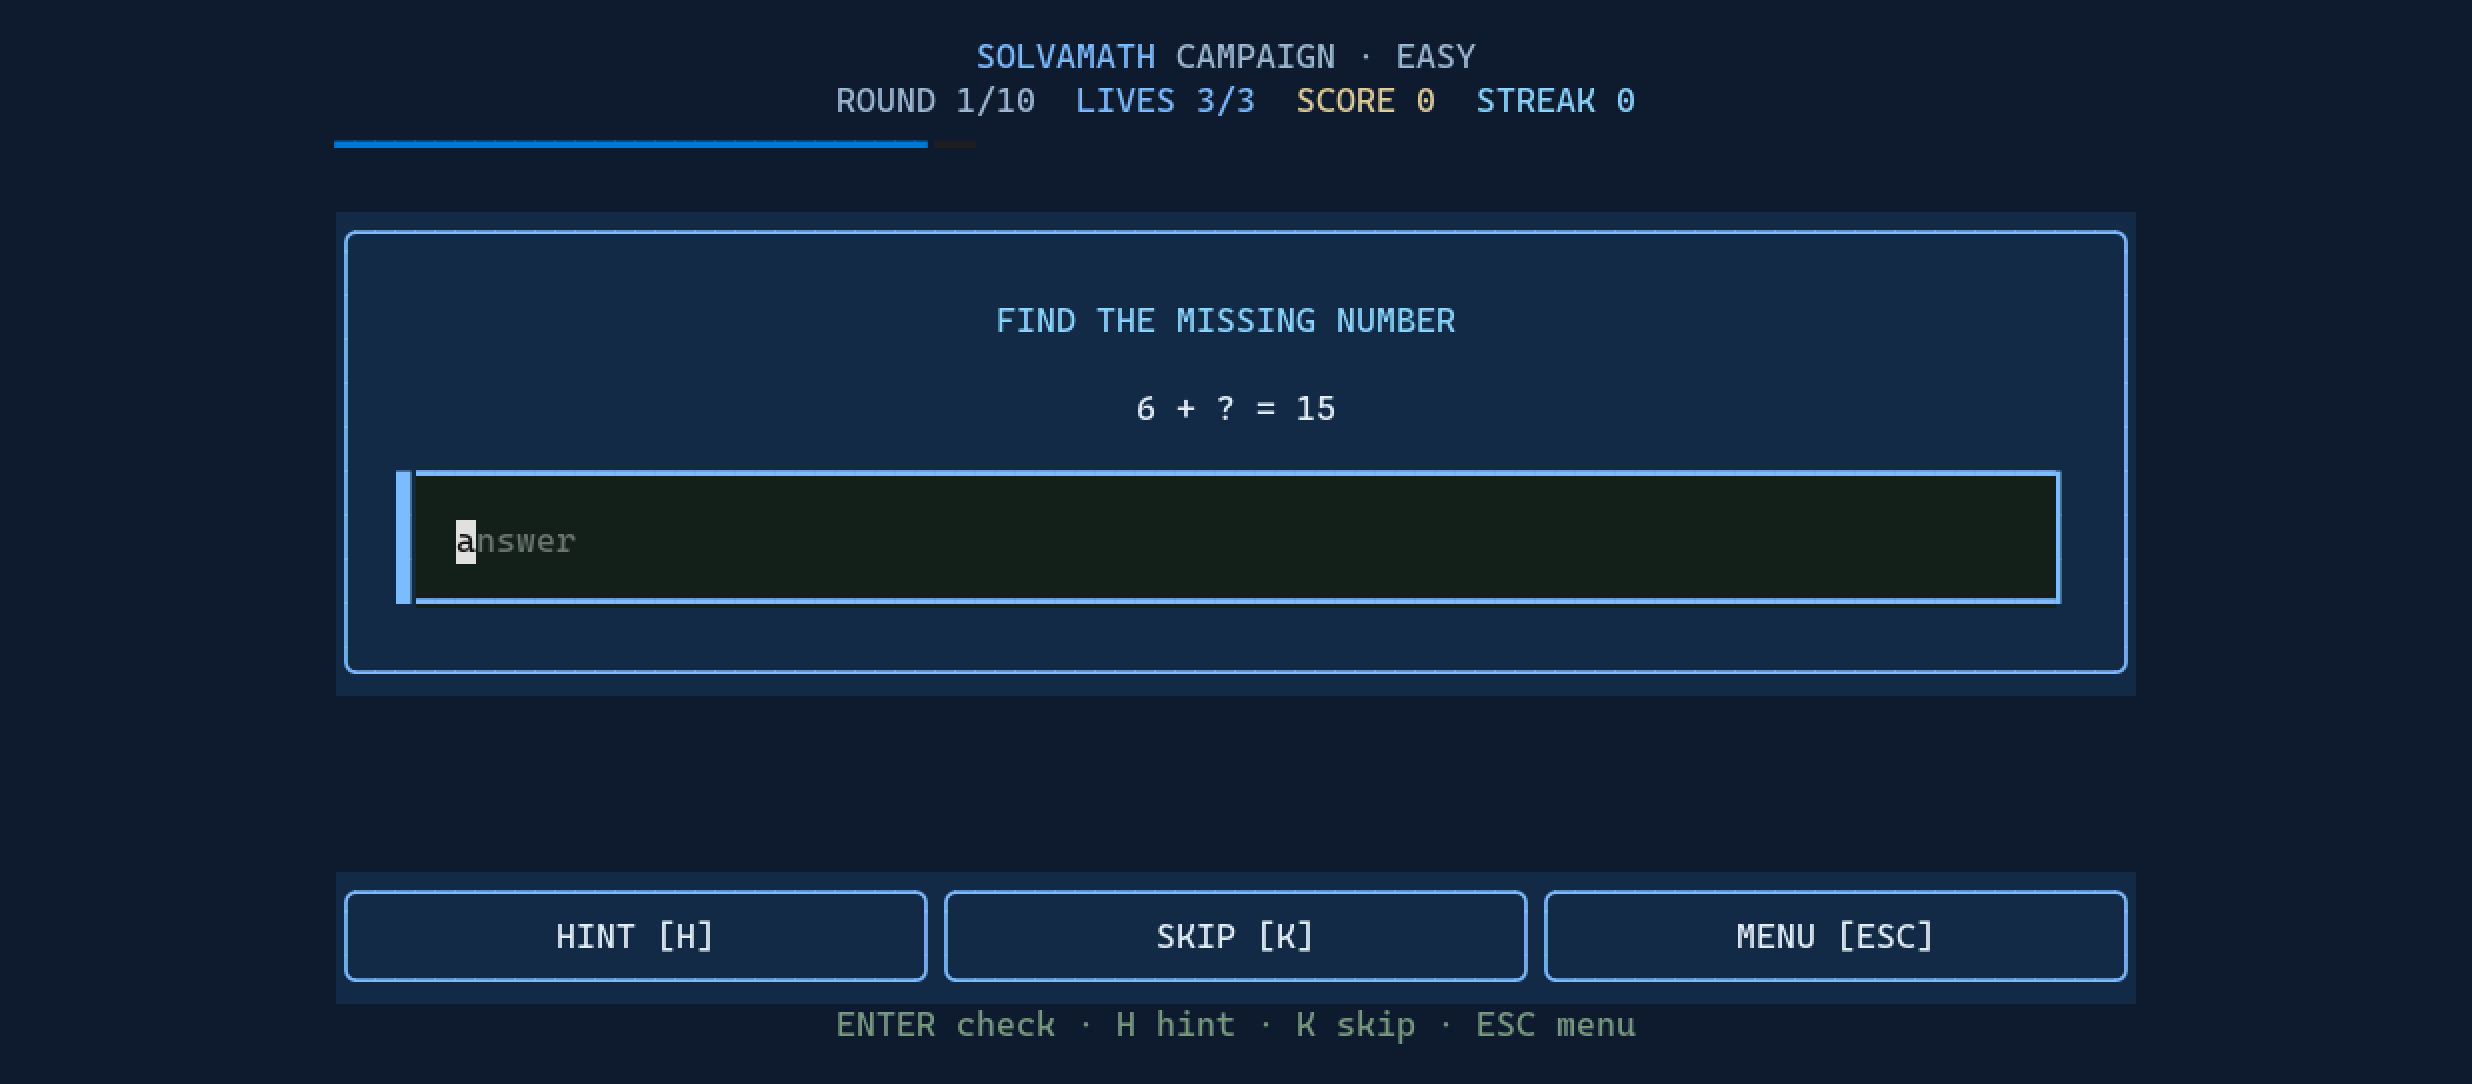 SOLVAMATH CAMPAIGN · EASY
ROUND 1/10 LIVES 3/3 SCORE 0 STREAK 0
FIND THE MISSING NUMBER
6 + ? = 15
answer
HINT [H] SKIP [K] MENU [ESC]
ENTER check · H hint · K skip · ESC menu